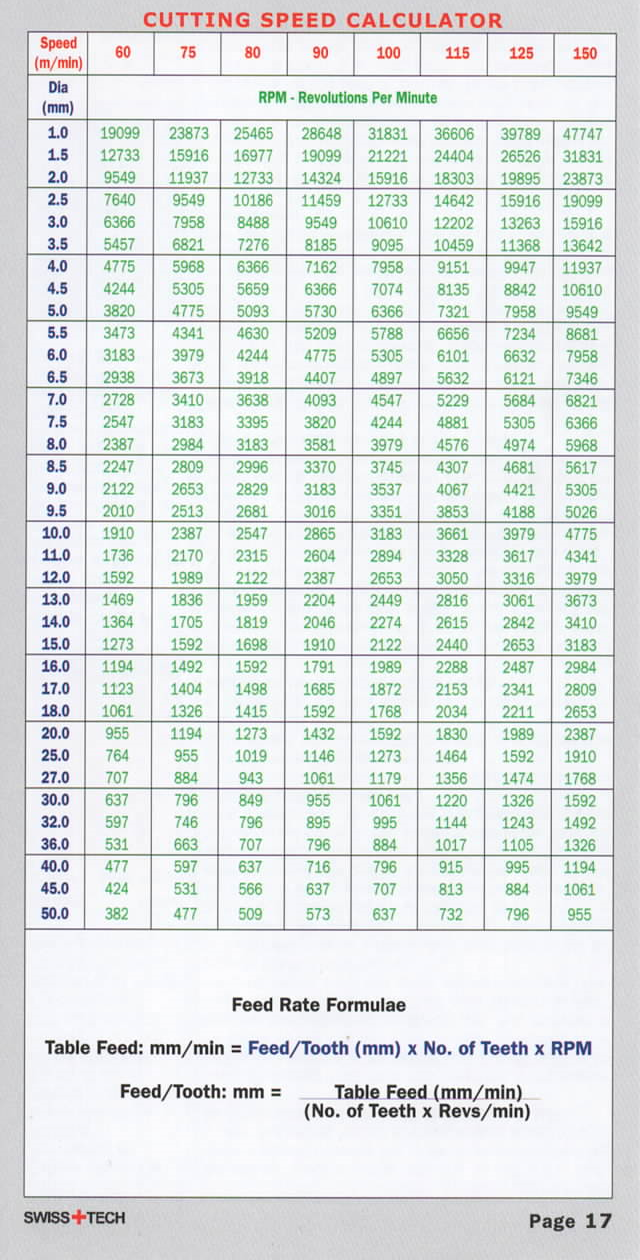 CUTTING SPEED CALCULATOR
Speed (m/min) 60 75 80 90 100 115 125 150
Dia (mm) RPM - Revolutions Per Minute
1.0 19099 23873 25465 28648 31831 36606 39789 47747
1.5 12733 15916 16977 19099 21221 24404 26526 31831
2.0 9549 11937 12733 14324 15916 18303 19895 23873
2.5 7640 9549 10186 11459 12733 14642 15916 19099
3.0 6366 7958 8488 9549 10610 12202 13263 15916
3.5 5457 6821 7276 8185 9095 10459 11368 13642
4.0 4775 5968 6366 7162 7958 9151 9947 11937
4.5 4244 5305 5659 6366 7074 8135 8842 10610
5.0 3820 4775 5093 5730 6366 7321 7958 9549
5.5 3473 4341 4630 5209 5788 6656 7234 8681
6.0 3183 3979 4244 4775 5305 6101 6632 7958
6.5 2938 3673 3918 4407 4897 5632 6121 7346
7.0 2728 3410 3638 4093 4547 5229 5684 6821
7.5 2547 3183 3395 3820 4244 4881 5305 6366
8.0 2387 2984 3183 3581 3979 4576 4974 5968
8.5 2247 2809 2996 3370 3745 4307 4681 5617
9.0 2122 2653 2829 3183 3537 4067 4421 5305
9.5 2010 2513 2681 3016 3351 3853 4188 5026
10.0 1910 2387 2547 2865 3183 3661 3979 4775
11.0 1736 2170 2315 2604 2894 3328 3617 4341
12.0 1592 1989 2122 2387 2653 3050 3316 3979
13.0 1469 1836 1959 2204 2449 2816 3061 3673
14.0 1364 1705 1819 2046 2274 2615 2842 3410
15.0 1273 1592 1698 1910 2122 2440 2653 3183
16.0 1194 1492 1592 1791 1989 2288 2487 2984
17.0 1123 1404 1498 1685 1872 2153 2341 2809
18.0 1061 1326 1415 1592 1768 2034 2211 2653
20.0 955 1194 1273 1432 1592 1830 1989 2387
25.0 764 955 1019 1146 1273 1464 1592 1910
27.0 707 884 943 1061 1179 1356 1474 1768
30.0 637 796 849 955 1061 1220 1326 1592
32.0 597 746 796 895 995 1144 1243 1492
36.0 531 663 707 796 884 1017 1105 1326
40.0 477 597 637 716 796 915 995 1194
45.0 424 531 566 637 707 813 884 1061
50.0 382 477 509 573 637 732 796 955
Feed Rate Formulae
Table Feed: mm/min = Feed/Tooth (mm) x No. of Teeth x RPM
Feed/Tooth: mm = Table Feed (mm/min)
(No. of Teeth x Revs/min)
SWISS+TECH
Page 17